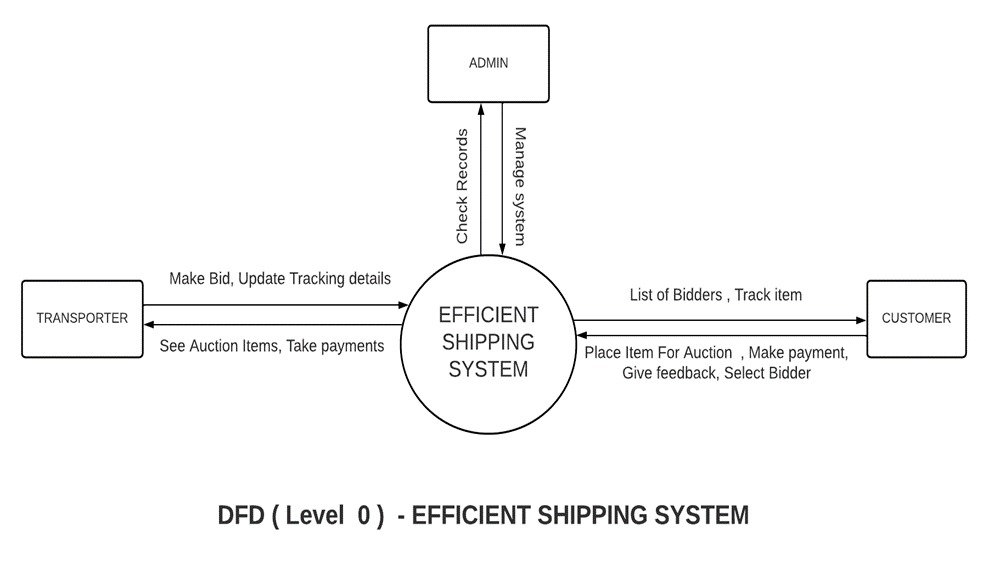 ADMIN
Check Records
Manage system
Make Bid, Update Tracking details
TRANSPORTER
See Auction Items, Take payments
EFFICIENT
SHIPPING
SYSTEM
List of Bidders , Track item
CUSTOMER
Place Item For Auction  , Make payment,
Give feedback, Select Bidder
DFD ( Level  0 )  - EFFICIENT SHIPPING SYSTEM